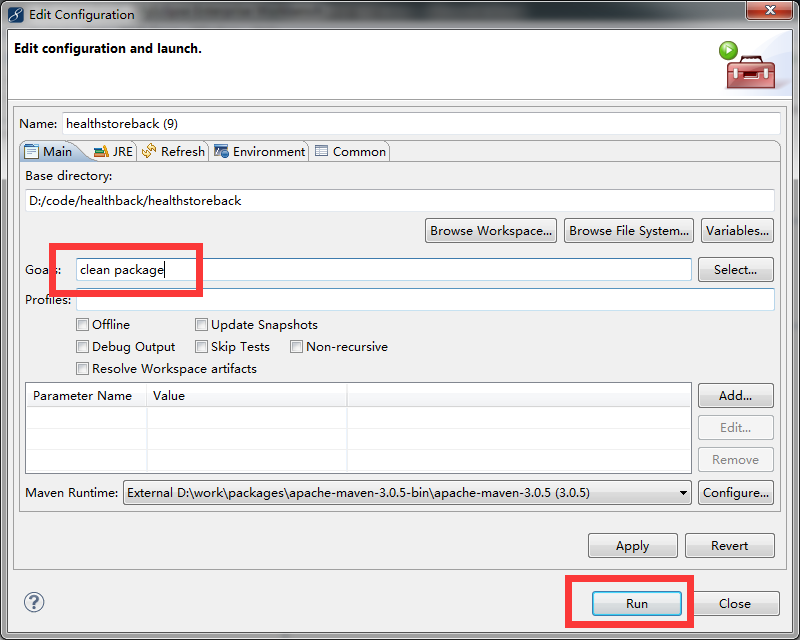 Edit Configuration
Edit configuration and launch.
Name: healthstoreback (9)
Main JRE Refresh Environment Common
Base directory:
D:/code/healthback/healthstoreback
Browse Workspace... Browse File System... Variables...
Goals: clean package Select...
Profiles:
Offline Update Snapshots
Debug Output Skip Tests Non-recursive
Resolve Workspace artifacts
Parameter Name Value Add...
Edit...
Remove
Maven Runtime: External D:\work\packages\apache-maven-3.0.5-bin\apache-maven-3.0.5 (3.0.5) Configure...
Apply Revert
? Run Close